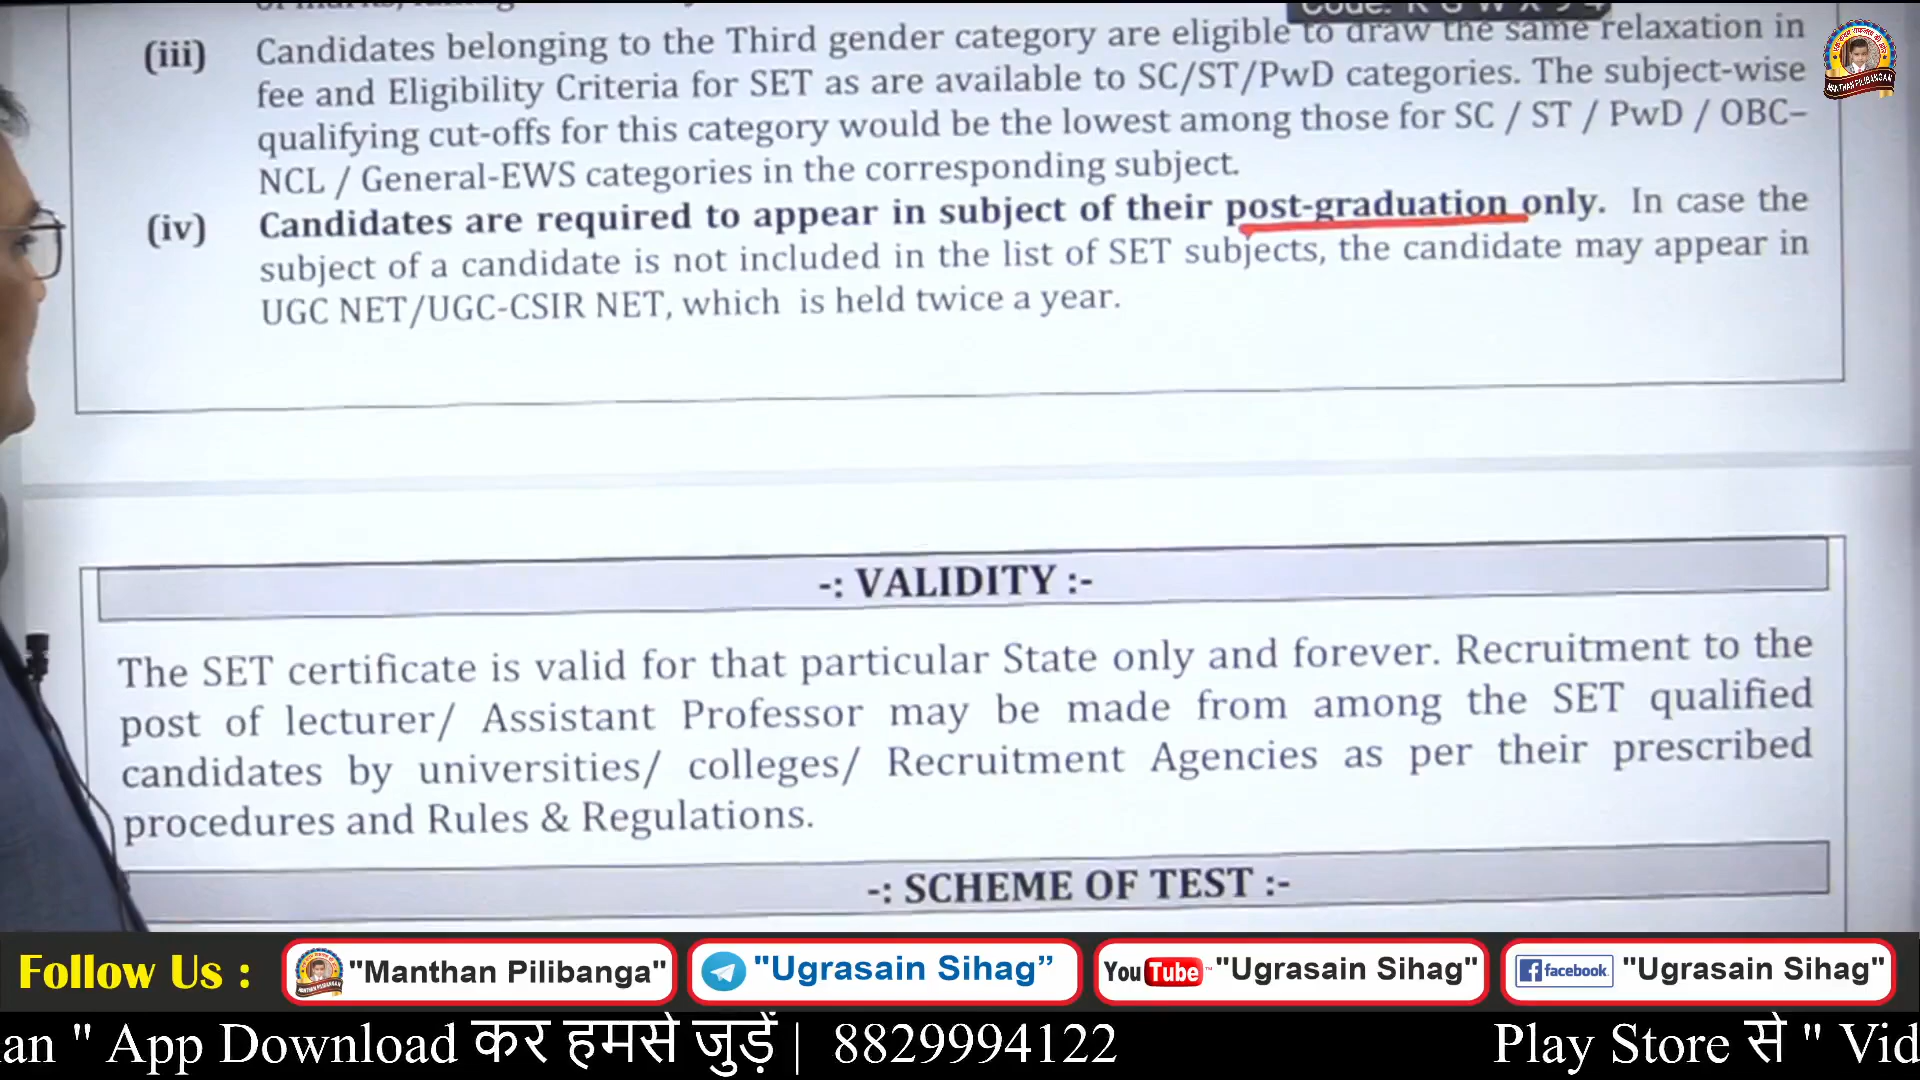 Code: K G W X 5 4
(iii) Candidates belonging to the Third gender category are eligible to draw the same relaxation in
fee and Eligibility Criteria for SET as are available to SC/ST/PwD categories. The subject-wise
qualifying cut-offs for this category would be the lowest among those for SC / ST / PwD / OBC–
NCL / General-EWS categories in the corresponding subject.
(iv) Candidates are required to appear in subject of their post-graduation only. In case the
subject of a candidate is not included in the list of SET subjects, the candidate may appear in
UGC NET/UGC-CSIR NET, which is held twice a year.
-: VALIDITY :-
The SET certificate is valid for that particular State only and forever. Recruitment to the
post of lecturer/ Assistant Professor may be made from among the SET qualified
candidates by universities/ colleges/ Recruitment Agencies as per their prescribed
procedures and Rules & Regulations.
-: SCHEME OF TEST :-
Follow Us : "Manthan Pilibanga" "Ugrasain Sihag” YouTube "Ugrasain Sihag" facebook "Ugrasain Sihag"
an " App Download कर हमसे जुड़ें | 8829994122 Play Store से " Vid